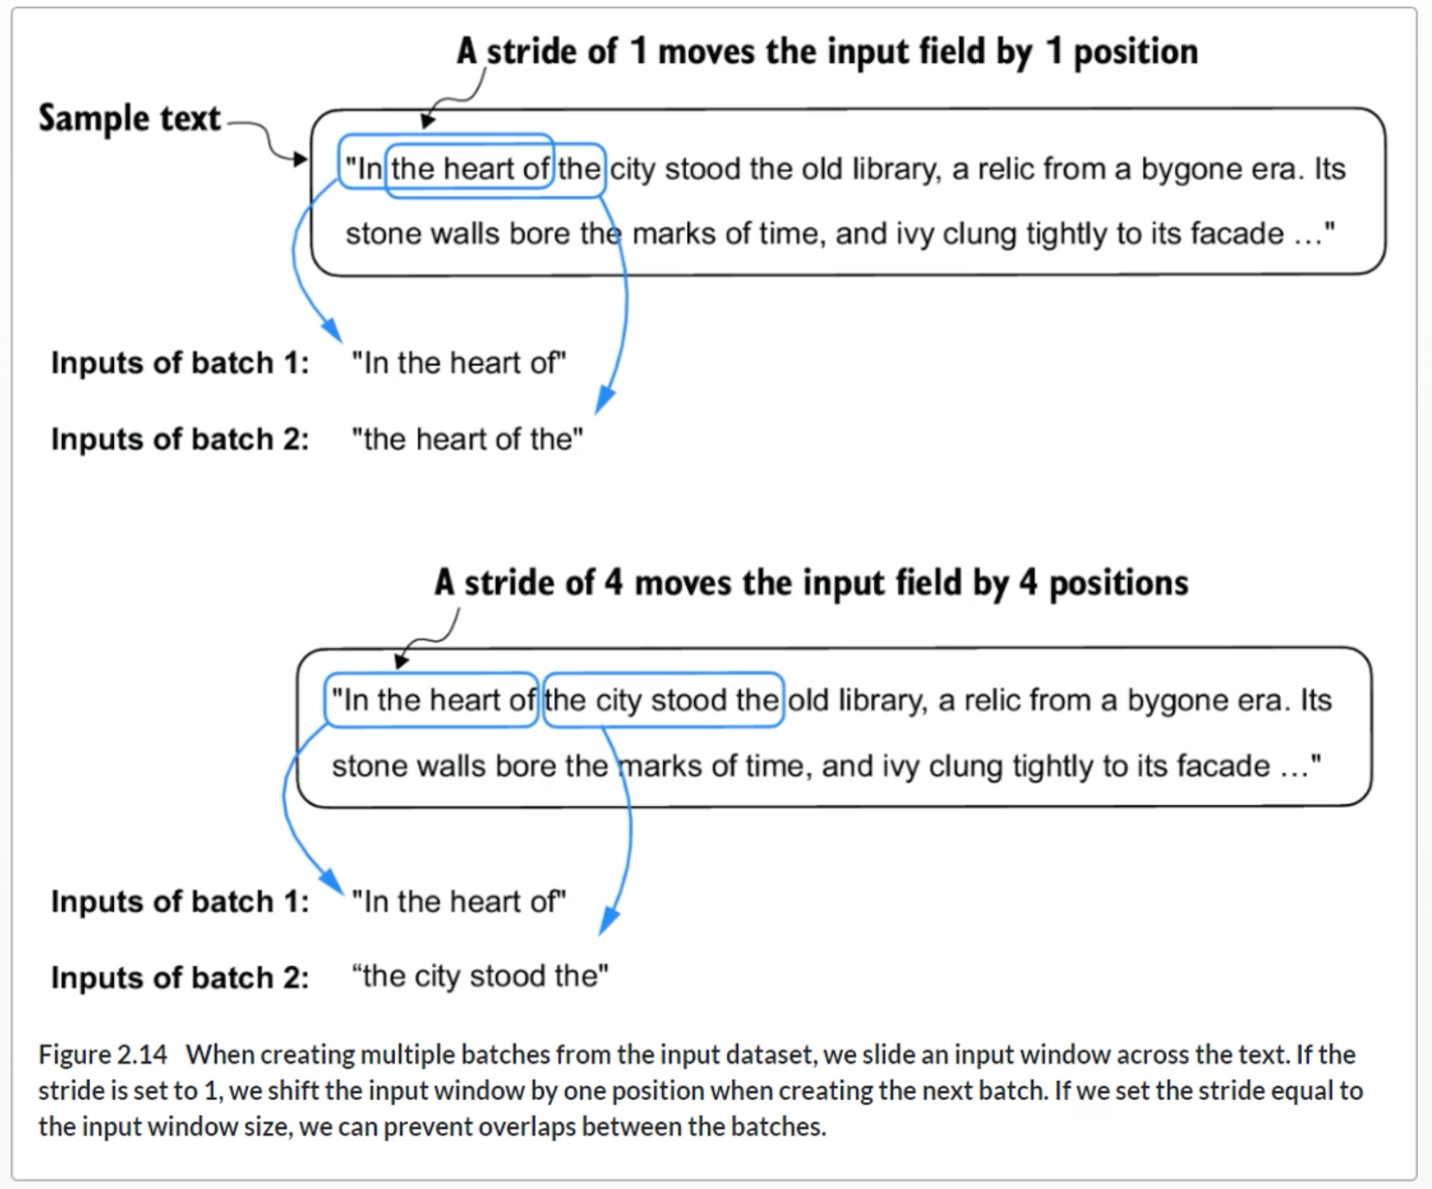 A stride of 1 moves the input field by 1 position
Sample text
"In the heart of the city stood the old library, a relic from a bygone era. Its
stone walls bore the marks of time, and ivy clung tightly to its facade ..."
Inputs of batch 1: "In the heart of"
Inputs of batch 2: "the heart of the"
A stride of 4 moves the input field by 4 positions
"In the heart of the city stood the old library, a relic from a bygone era. Its
stone walls bore the marks of time, and ivy clung tightly to its facade ..."
Inputs of batch 1: "In the heart of"
Inputs of batch 2: “the city stood the"
Figure 2.14 When creating multiple batches from the input dataset, we slide an input window across the text. If the
stride is set to 1, we shift the input window by one position when creating the next batch. If we set the stride equal to
the input window size, we can prevent overlaps between the batches.